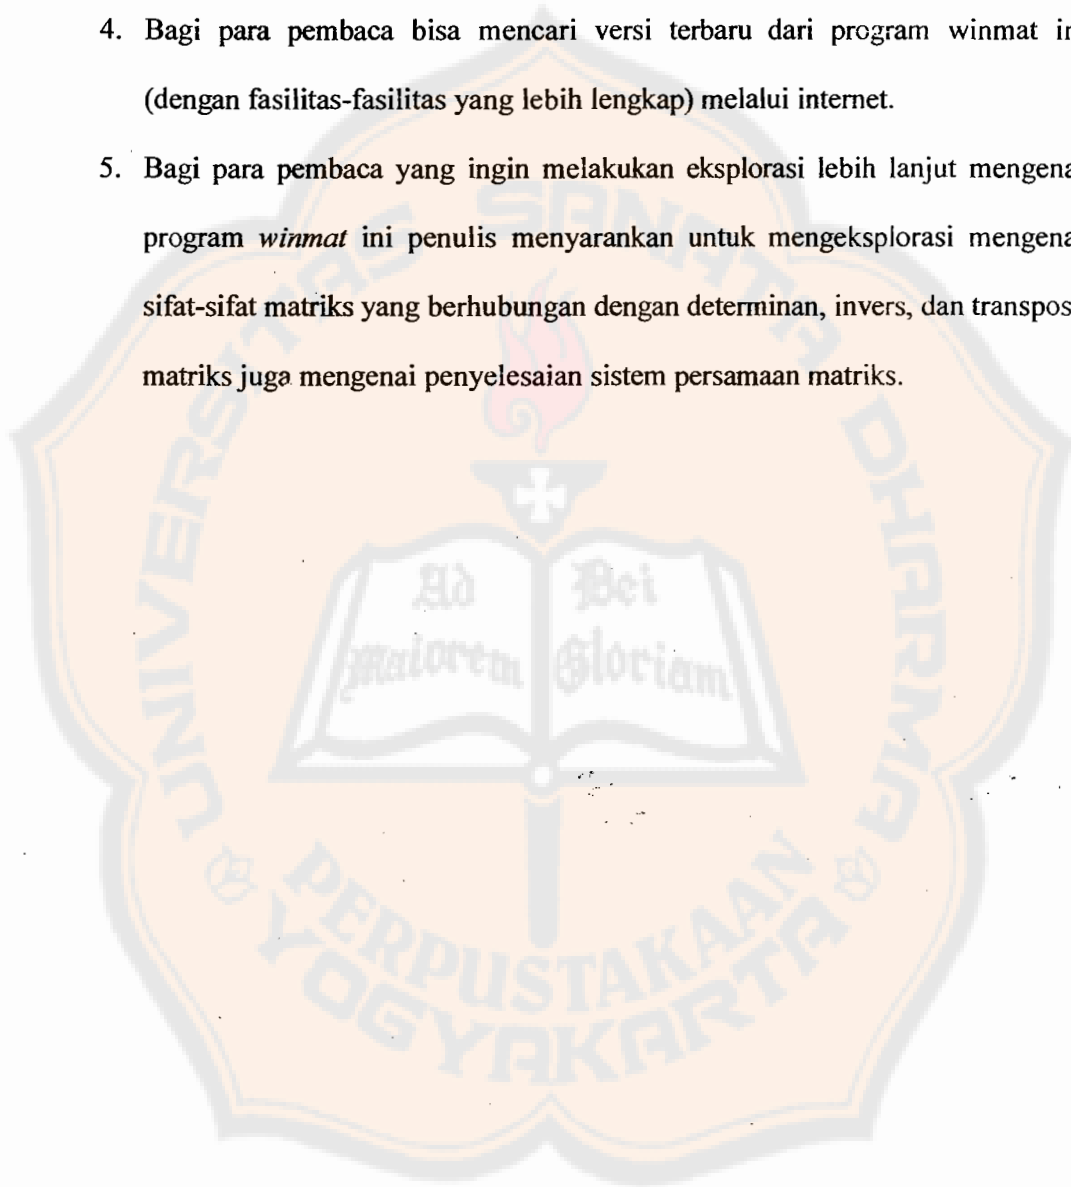 4. Bagi para pembaca bisa mencari versi terbaru dari program winmat
(dengan fasilitas-fasilitas yang lebih lengkap) melalui internet.
5. Bagi para pembaca yang ingin melakukan eksplorasi lebih lanjut
program winmat ini penulis menyarankan untuk mengeksplorasi
sifat-sifat matriks yang berhubungan dengan determinan, invers, dan transpos
matriks juga mengenai penyelesaian sistem persamaan matriks.
UNIVERSITAS SANATA DHARMA
Ad Dei
Maiorem Gloriam
PERPUSTAKAAN
YOGYAKARTA